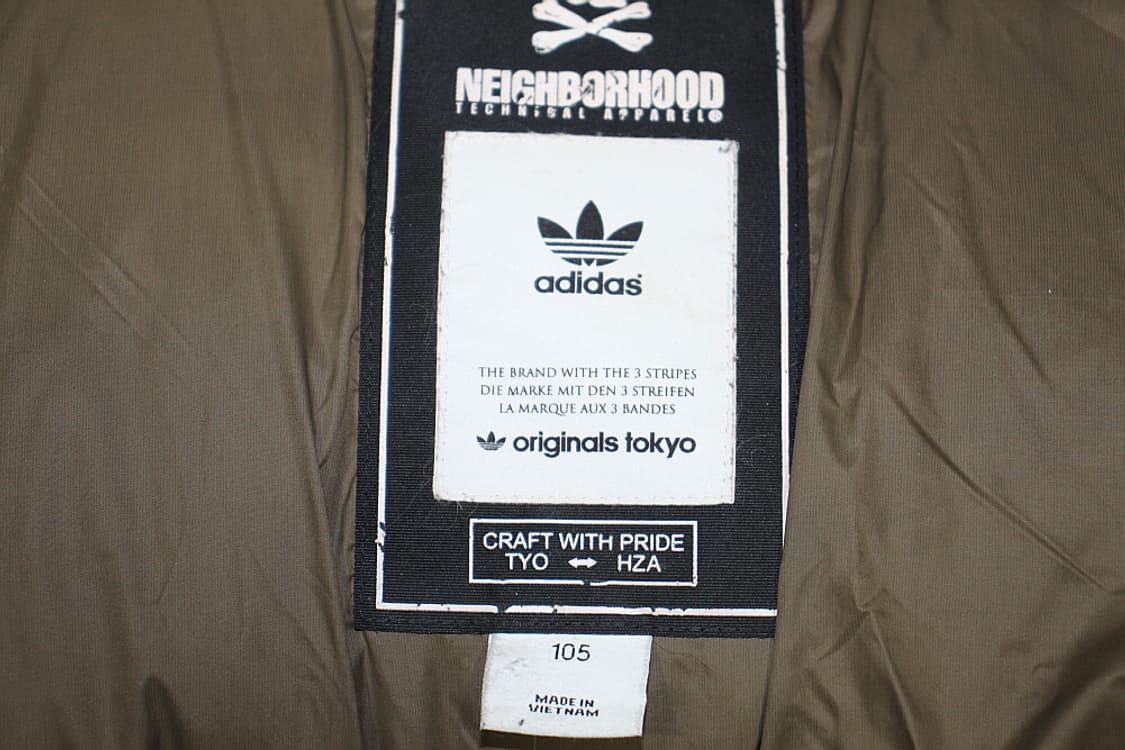 NEIGHBORHOOD
TECHNICAL APPAREL®
adidas
THE BRAND WITH THE 3 STRIPES
DIE MARKE MIT DEN 3 STREIFEN
LA MARQUE AUX 3 BANDES
originals tokyo
CRAFT WITH PRIDE
TYO ⇔ HZA
105
MADE IN
VIETNAM